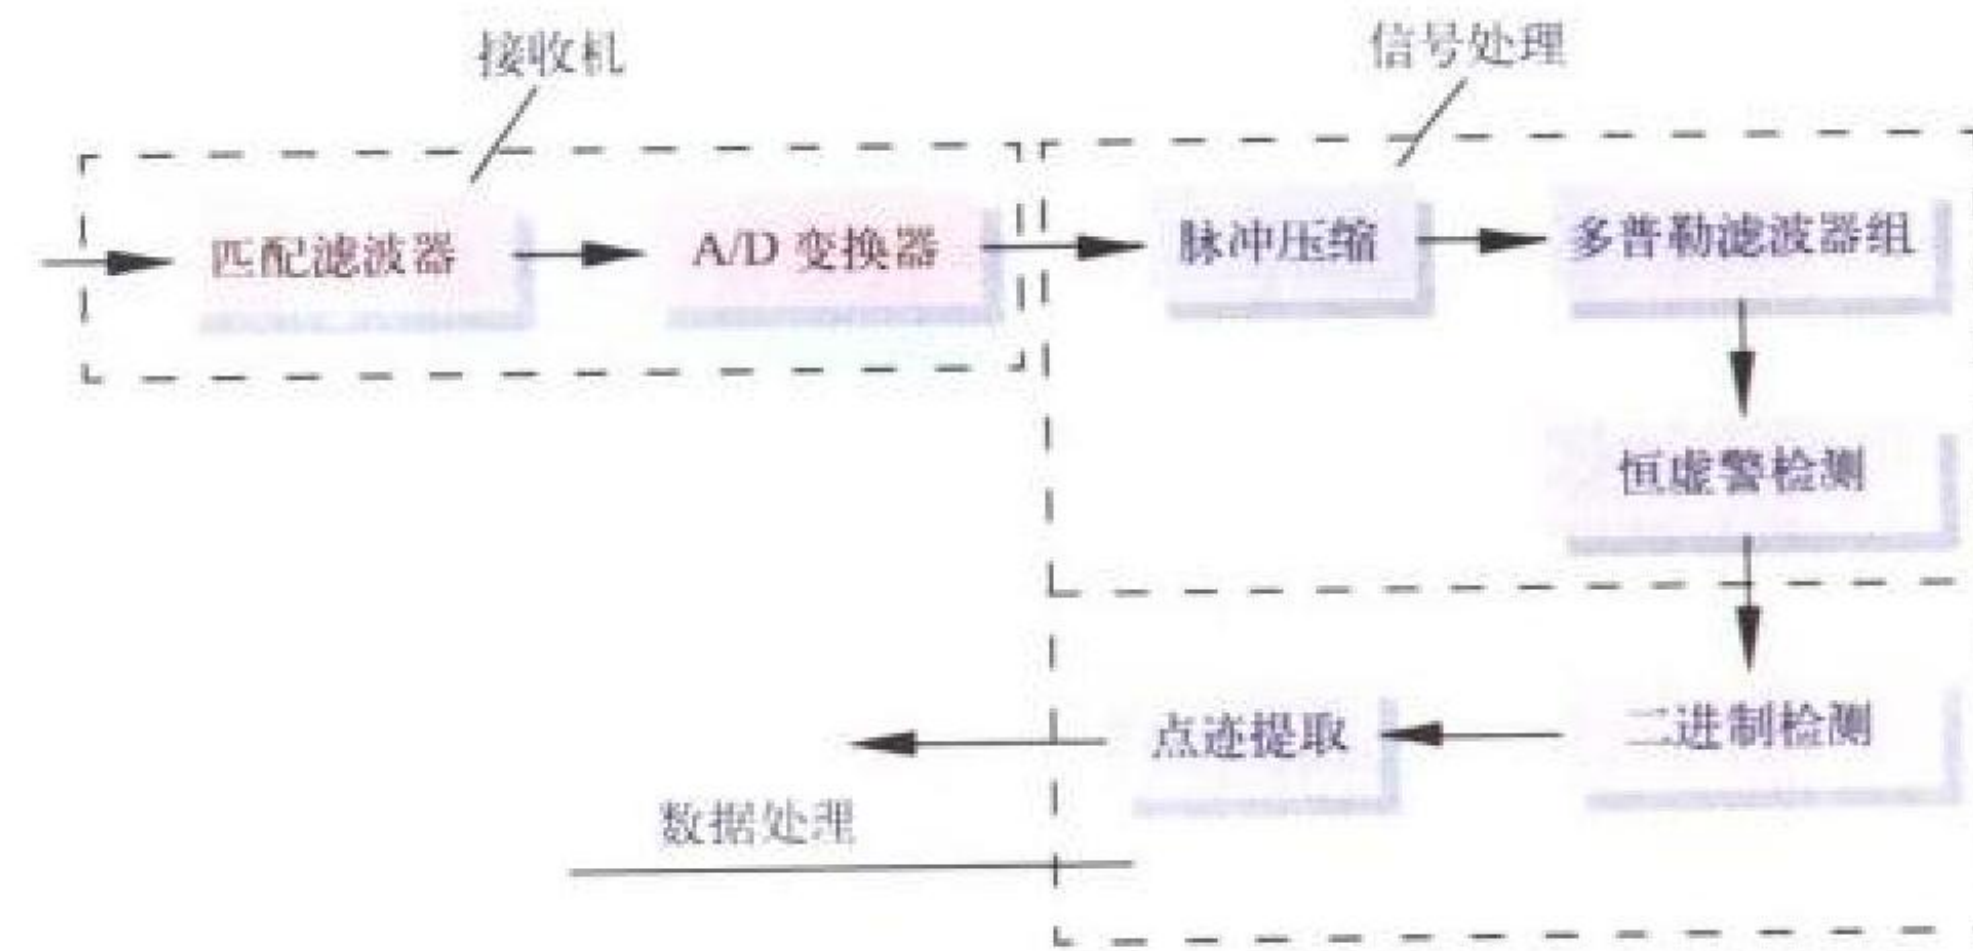 接收机
信号处理
匹配滤波器
A/D 变换器
脉冲压缩
多普勒滤波器组
恒虚警检测
二进制检测
点迹提取
数据处理